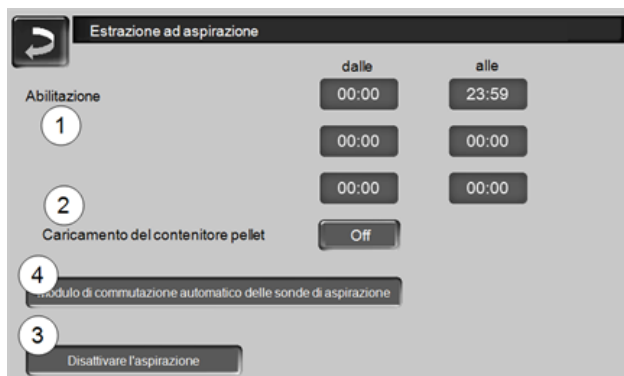 Estrazione ad aspirazione
dalle alle
Abilitazione 00:00 23:59
1
00:00 00:00
00:00 00:00
2
Caricamento del contenitore pellet Off
4
modulo di commutazione automatico delle sonde di aspirazione
3
Disattivare l'aspirazione